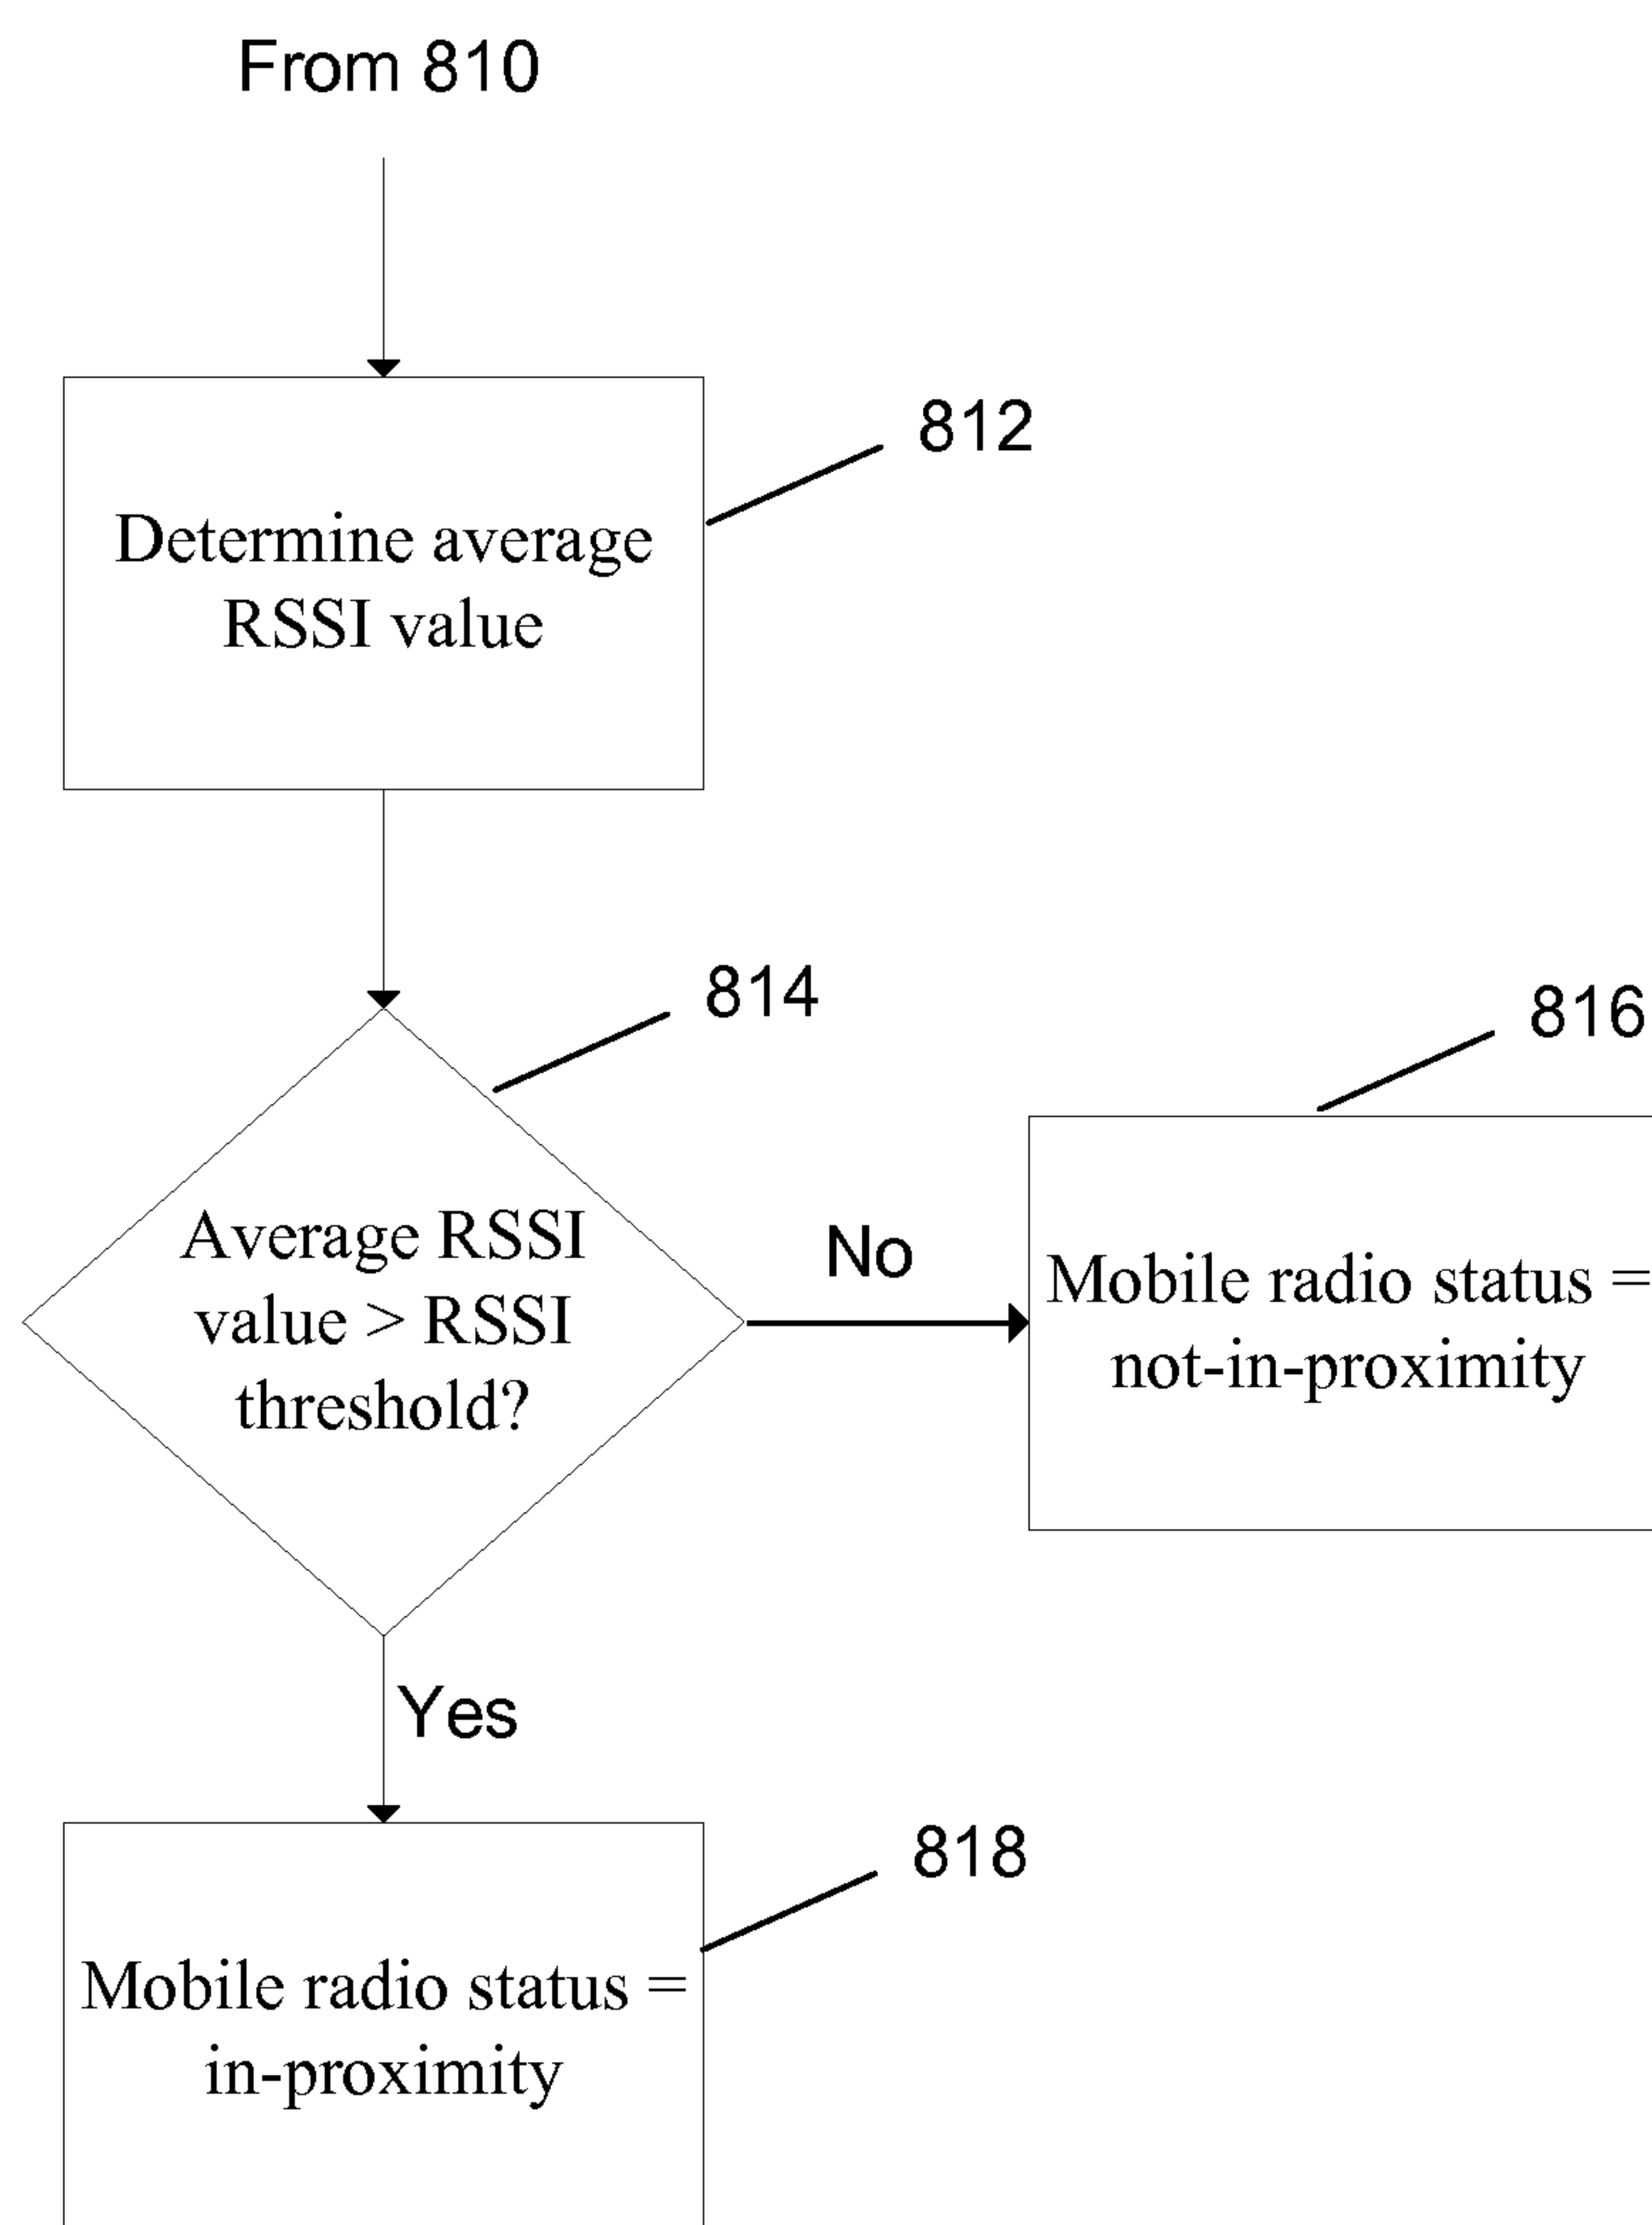 From 810
812
Determine average
RSSI value
814
816
Average RSSI
value > RSSI
threshold?
No
Mobile radio status =
not-in-proximity
Yes
818
Mobile radio status =
in-proximity